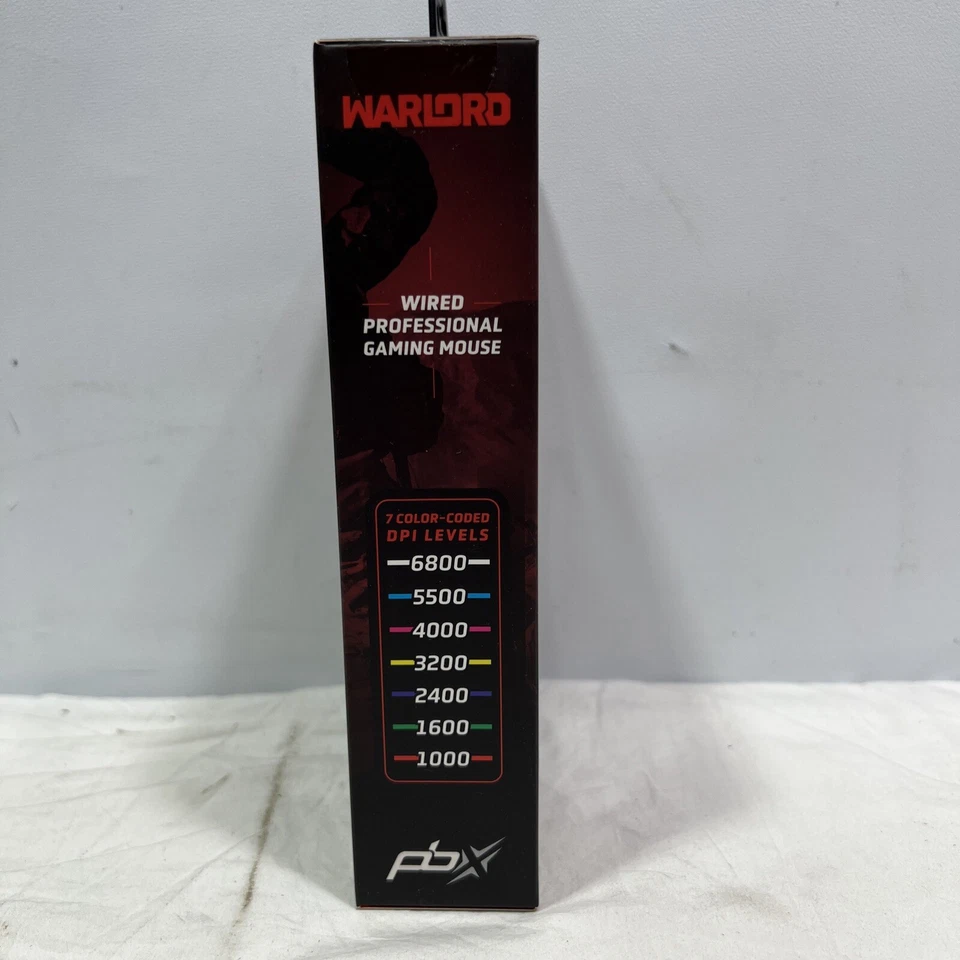 WARLORD
WIRED
PROFESSIONAL
GAMING MOUSE
7 COLOR-CODED
DPI LEVELS
6800
5500
4000
3200
2400
1600
1000
pbx